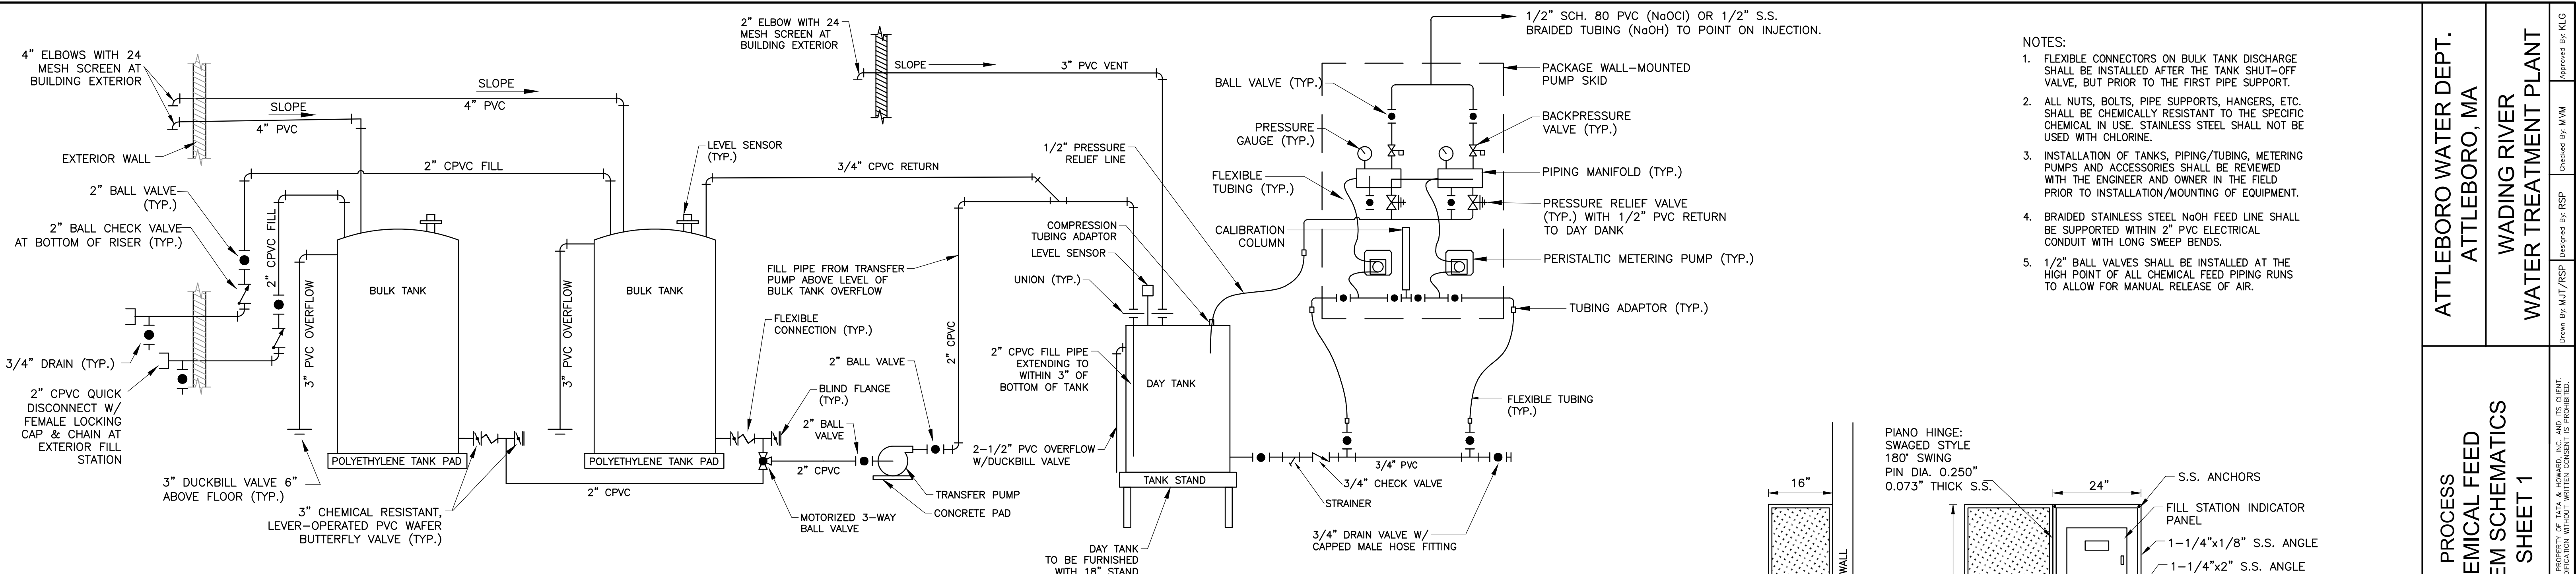 4" ELBOWS WITH 24
MESH SCREEN AT
BUILDING EXTERIOR
SLOPE
4" PVC
SLOPE
4" PVC
EXTERIOR WALL
2" BALL VALVE
(TYP.)
2" BALL CHECK VALVE
AT BOTTOM OF RISER (TYP.)
2" CPVC FILL
2" CPVC FILL
3/4" DRAIN (TYP.)
2" CPVC QUICK
DISCONNECT W/
FEMALE LOCKING
CAP & CHAIN AT
EXTERIOR FILL
STATION
3" PVC OVERFLOW
BULK TANK
POLYETHYLENE TANK PAD
3" DUCKBILL VALVE 6"
ABOVE FLOOR (TYP.)
3" CHEMICAL RESISTANT,
LEVER-OPERATED PVC WAFER
BUTTERFLY VALVE (TYP.)
2" CPVC
3" PVC OVERFLOW
BULK TANK
POLYETHYLENE TANK PAD
LEVEL SENSOR
(TYP.)
2" ELBOW WITH 24
MESH SCREEN AT
BUILDING EXTERIOR
SLOPE
3" PVC VENT
3/4" CPVC RETURN
FILL PIPE FROM TRANSFER
PUMP ABOVE LEVEL OF
BULK TANK OVERFLOW
FLEXIBLE
CONNECTION (TYP.)
2" BALL VALVE
BLIND FLANGE
(TYP.)
2" BALL
VALVE
2" CPVC
2" CPVC
TRANSFER PUMP
CONCRETE PAD
MOTORIZED 3-WAY
BALL VALVE
1/2" PRESSURE
RELIEF LINE
COMPRESSION
TUBING ADAPTOR
LEVEL SENSOR
UNION (TYP.)
2" CPVC FILL PIPE
EXTENDING TO
WITHIN 3" OF
BOTTOM OF TANK
DAY TANK
2-1/2" PVC OVERFLOW
W/DUCKBILL VALVE
TANK STAND
DAY TANK
TO BE FURNISHED
WITH 18" STAND
1/2" SCH. 80 PVC (NaOCl) OR 1/2" S.S.
BRAIDED TUBING (NaOH) TO POINT ON INJECTION.
BALL VALVE (TYP.)
PACKAGE WALL-MOUNTED
PUMP SKID
PRESSURE
GAUGE (TYP.)
BACKPRESSURE
VALVE (TYP.)
FLEXIBLE
TUBING (TYP.)
PIPING MANIFOLD (TYP.)
PRESSURE RELIEF VALVE
(TYP.) WITH 1/2" PVC RETURN
TO DAY DANK
CALIBRATION
COLUMN
PERISTALTIC METERING PUMP (TYP.)
TUBING ADAPTOR (TYP.)
FLEXIBLE TUBING
(TYP.)
3/4" PVC
3/4" CHECK VALVE
STRAINER
3/4" DRAIN VALVE W/
CAPPED MALE HOSE FITTING
NOTES:
1. FLEXIBLE CONNECTORS ON BULK TANK DISCHARGE
SHALL BE INSTALLED AFTER THE TANK SHUT-OFF
VALVE, BUT PRIOR TO THE FIRST PIPE SUPPORT.
2. ALL NUTS, BOLTS, PIPE SUPPORTS, HANGERS, ETC.
SHALL BE CHEMICALLY RESISTANT TO THE SPECIFIC
CHEMICAL IN USE. STAINLESS STEEL SHALL NOT BE
USED WITH CHLORINE.
3. INSTALLATION OF TANKS, PIPING/TUBING, METERING
PUMPS AND ACCESSORIES SHALL BE REVIEWED
WITH THE ENGINEER AND OWNER IN THE FIELD
PRIOR TO INSTALLATION/MOUNTING OF EQUIPMENT.
4. BRAIDED STAINLESS STEEL NaOH FEED LINE SHALL
BE SUPPORTED WITHIN 2" PVC ELECTRICAL
CONDUIT WITH LONG SWEEP BENDS.
5. 1/2" BALL VALVES SHALL BE INSTALLED AT THE
HIGH POINT OF ALL CHEMICAL FEED PIPING RUNS
TO ALLOW FOR MANUAL RELEASE OF AIR.
16"
WALL
PIANO HINGE:
SWAGED STYLE
180° SWING
PIN DIA. 0.250"
0.073" THICK S.S.
24"
S.S. ANCHORS
FILL STATION INDICATOR
PANEL
1-1/4"x1/8" S.S. ANGLE
1-1/4"x2" S.S. ANGLE
ATTLEBORO WATER DEPT.
ATTLEBORO, MA
WADING RIVER
WATER TREATMENT PLANT
Drawn By: MJT/RSP
Designed By: RSP
Checked By: MVM
Approved By: KLG
PROCESS
EMICAL FEED
EM SCHEMATICS
SHEET 1
PROPERTY OF TATA & HOWARD, INC. AND ITS CLIENT.
DIFICATION WITHOUT WRITTEN CONSENT IS PROHIBITED.